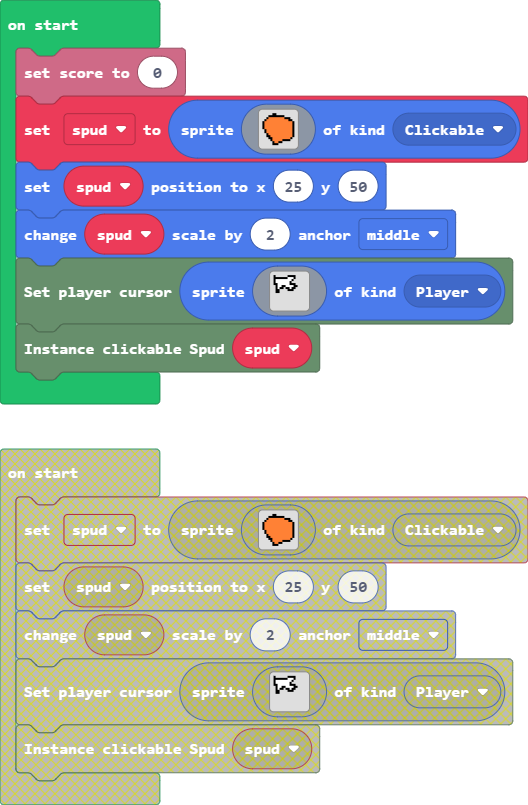 on start
set score to 0
set spud to sprite of kind Clickable
set spud position to x 25 y 50
change spud scale by 2 anchor middle
Set player cursor sprite of kind Player
Instance clickable Spud spud
on start
set spud to sprite of kind Clickable
set spud position to x 25 y 50
change spud scale by 2 anchor middle
Set player cursor sprite of kind Player
Instance clickable Spud spud